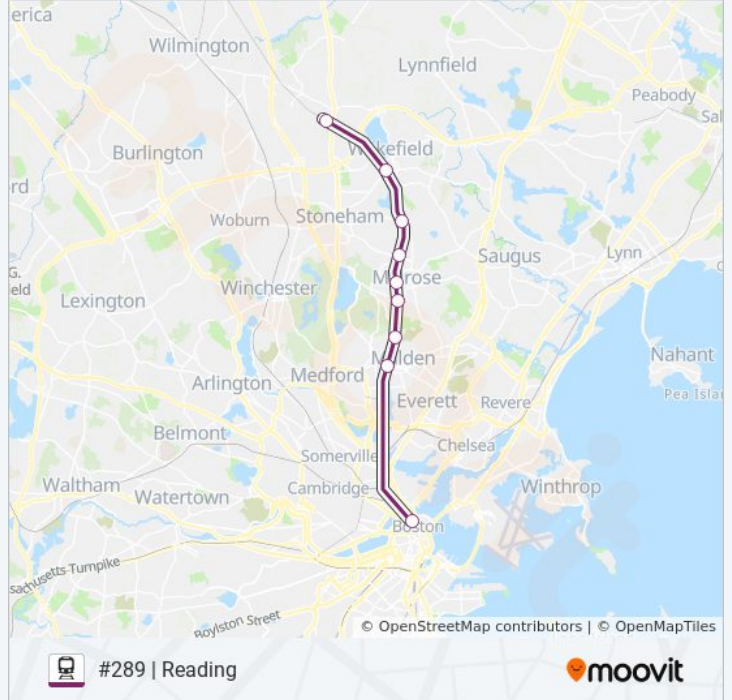 erica
Wilmington
Lynnfield
Peabody
Sal
Wakefield
Burlington
rd
Stoneham
Woburn
Saugus
Lynn
G.
eld
Melrose
Winchester
Lexington
Nahant
Malden
Medford
Arlington
Pea Islan
Everett
Revere
Belmont
Chelsea
Somerville
Waltham
Cambridge
Winthrop
Watertown
Boston
sachusetts Turnpike
Boylston Street
© OpenStreetMap contributors | © OpenMapTiles
#289 | Reading
moovit